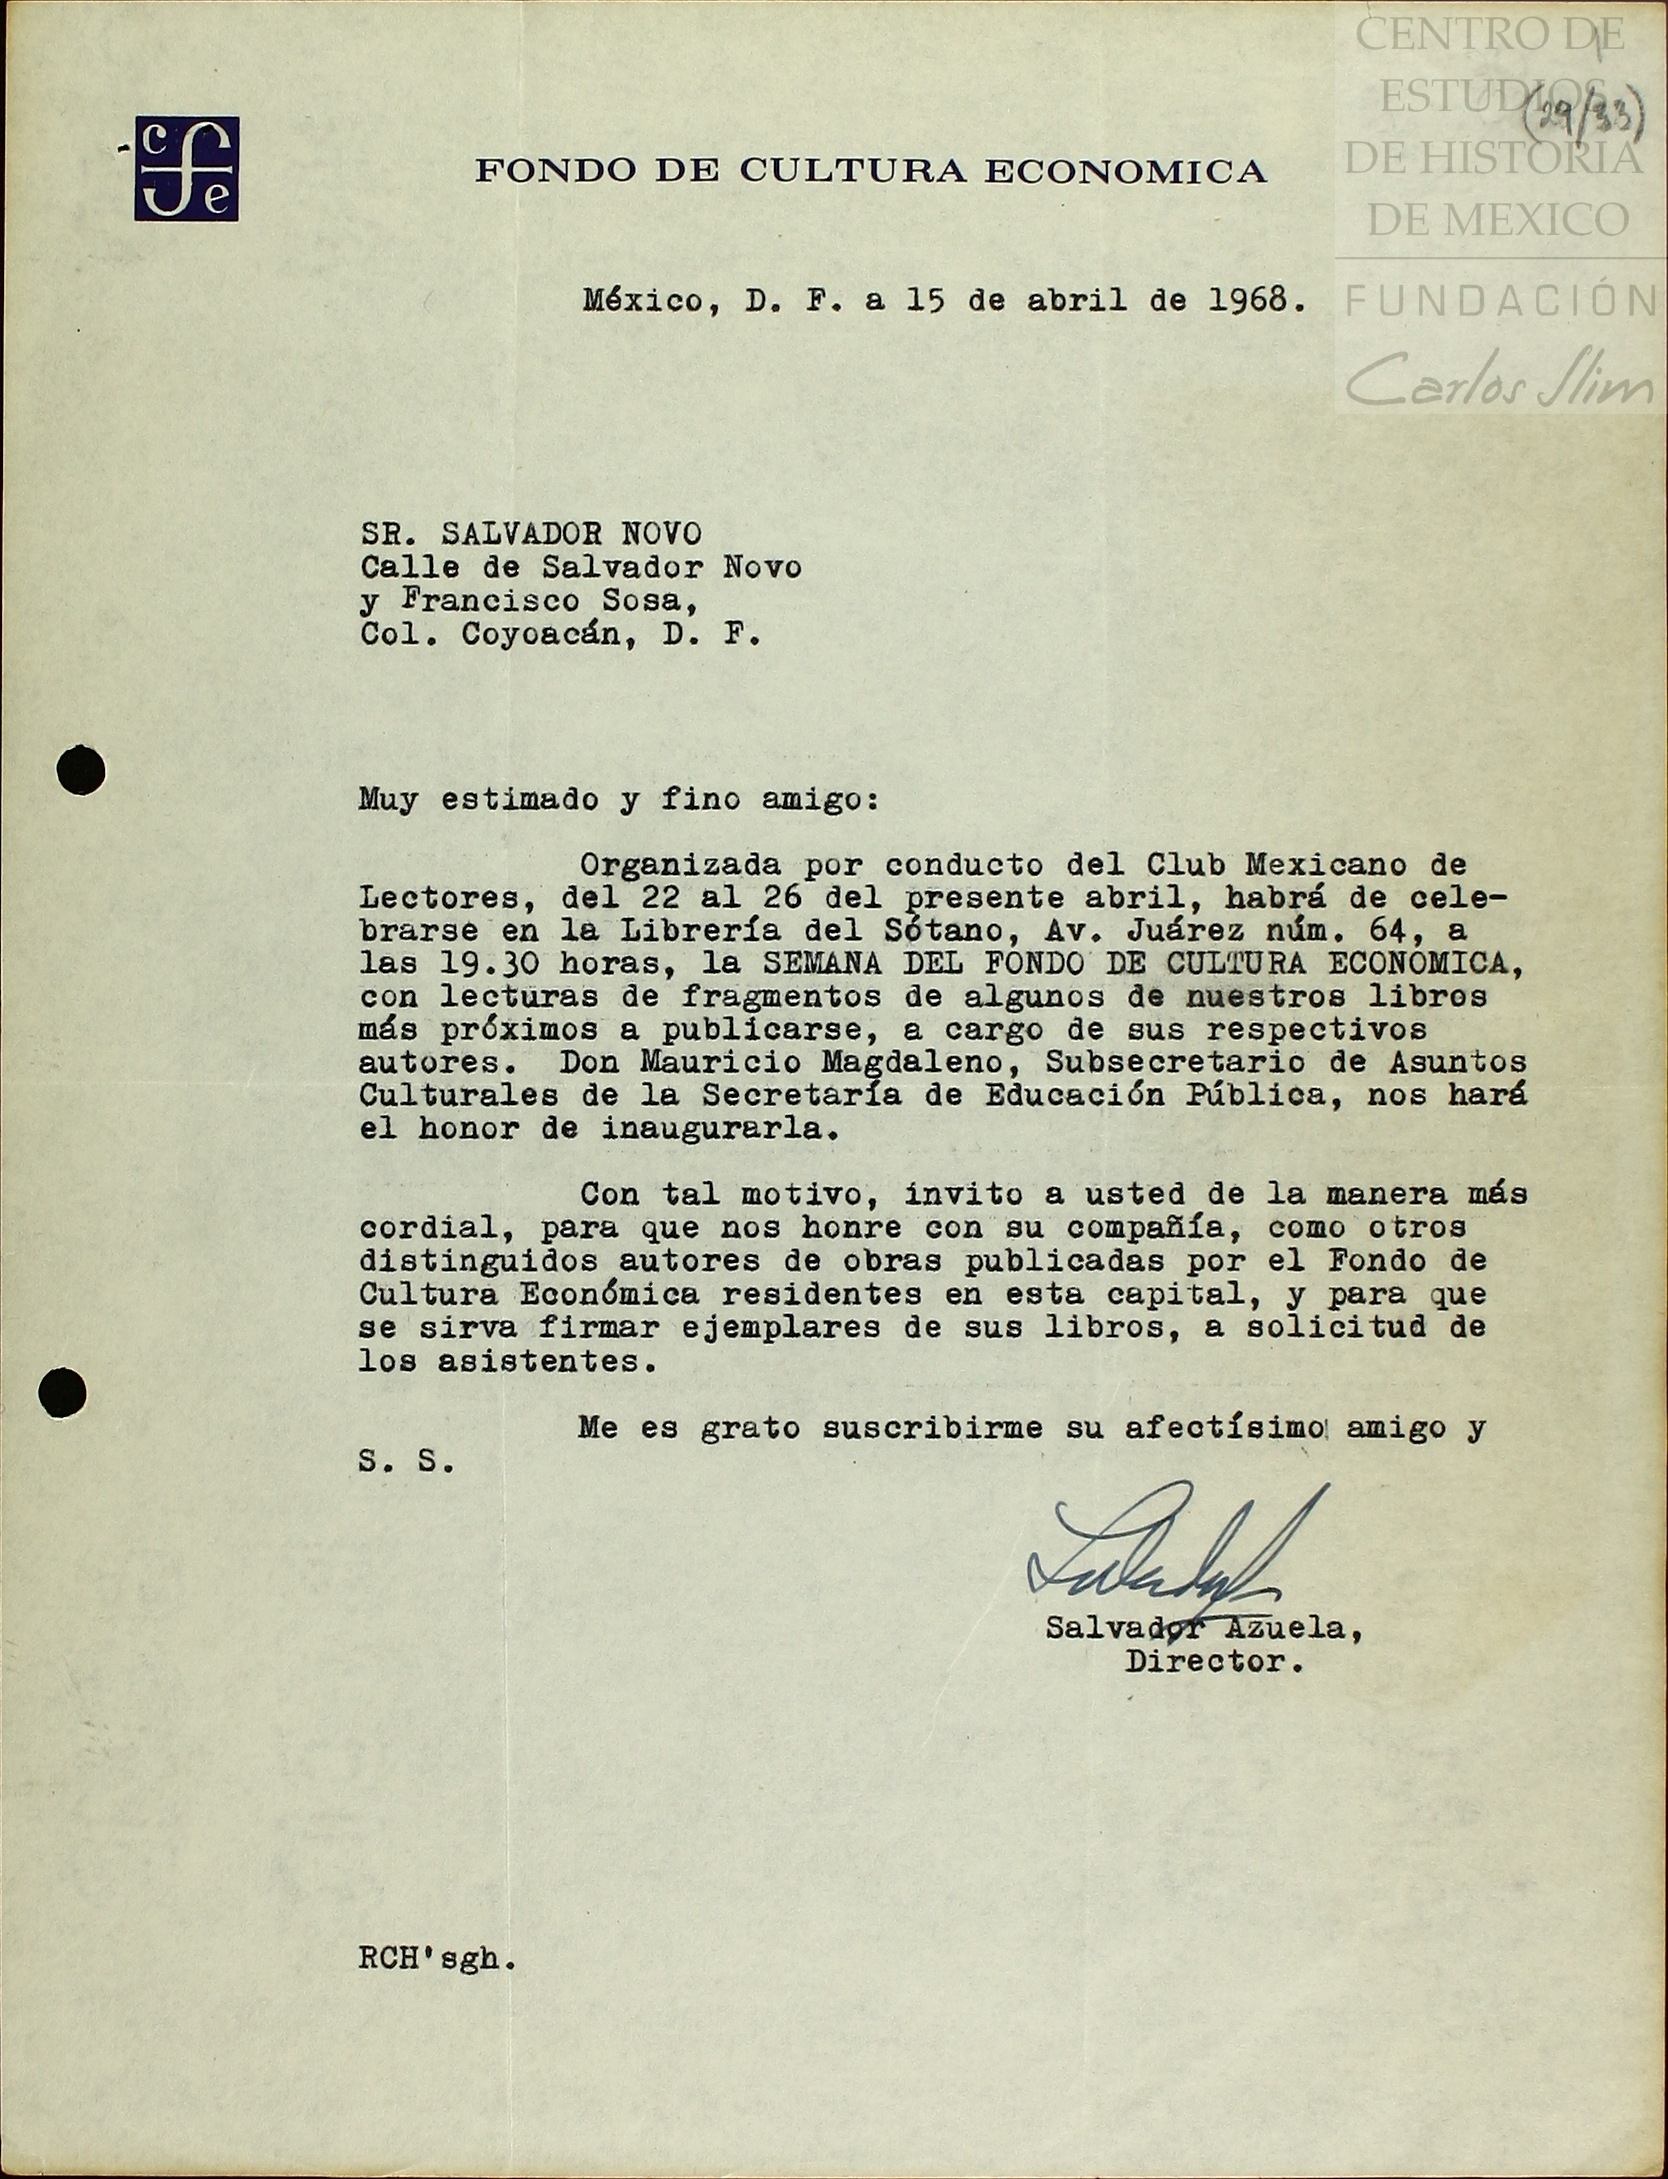 CENTRO DE
ESTUDIOS
DE HISTORIA
DE MEXICO
FUNDACIÓN
Carlos Slim
(29/33)
cfe
FONDO DE CULTURA ECONOMICA
México, D. F. a 15 de abril de 1968.
SR. SALVADOR NOVO
Calle de Salvador Novo
y Francisco Sosa,
Col. Coyoacán, D. F.
Muy estimado y fino amigo:
Organizada por conducto del Club Mexicano de
Lectores, del 22 al 26 del presente abril, habrá de cele-
brarse en la Librería del Sótano, Av. Juárez núm. 64, a
las 19.30 horas, la SEMANA DEL FONDO DE CULTURA ECONOMICA,
con lecturas de fragmentos de algunos de nuestros libros
más próximos a publicarse, a cargo de sus respectivos
autores. Don Mauricio Magdaleno, Subsecretario de Asuntos
Culturales de la Secretaría de Educación Pública, nos hará
el honor de inaugurarla.
Con tal motivo, invito a usted de la manera más
cordial, para que nos honre con su compañía, como otros
distinguidos autores de obras publicadas por el Fondo de
Cultura Económica residentes en esta capital, y para que
se sirva firmar ejemplares de sus libros, a solicitud de
los asistentes.
Me es grato suscribirme su afectísimo amigo y
S. S.
Salvador Azuela,
Director.
RCH'sgh.